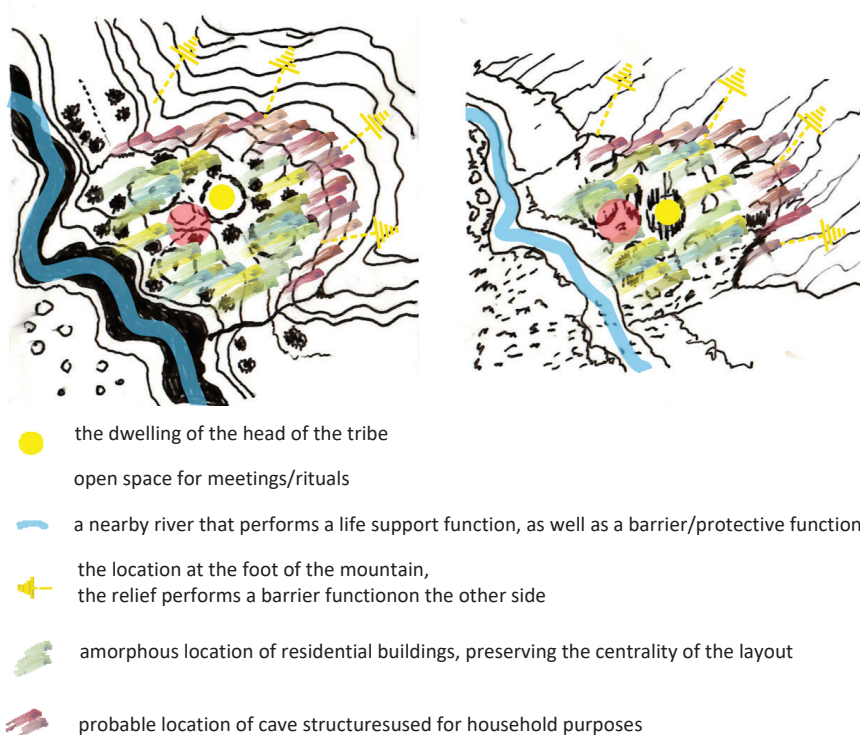 the dwelling of the head of the tribe
open space for meetings/rituals
a nearby river that performs a life support function, as well as a barrier/protective function
the location at the foot of the mountain,
the relief performs a barrier functionon the other side
amorphous location of residential buildings, preserving the centrality of the layout
probable location of cave structuresused for household purposes